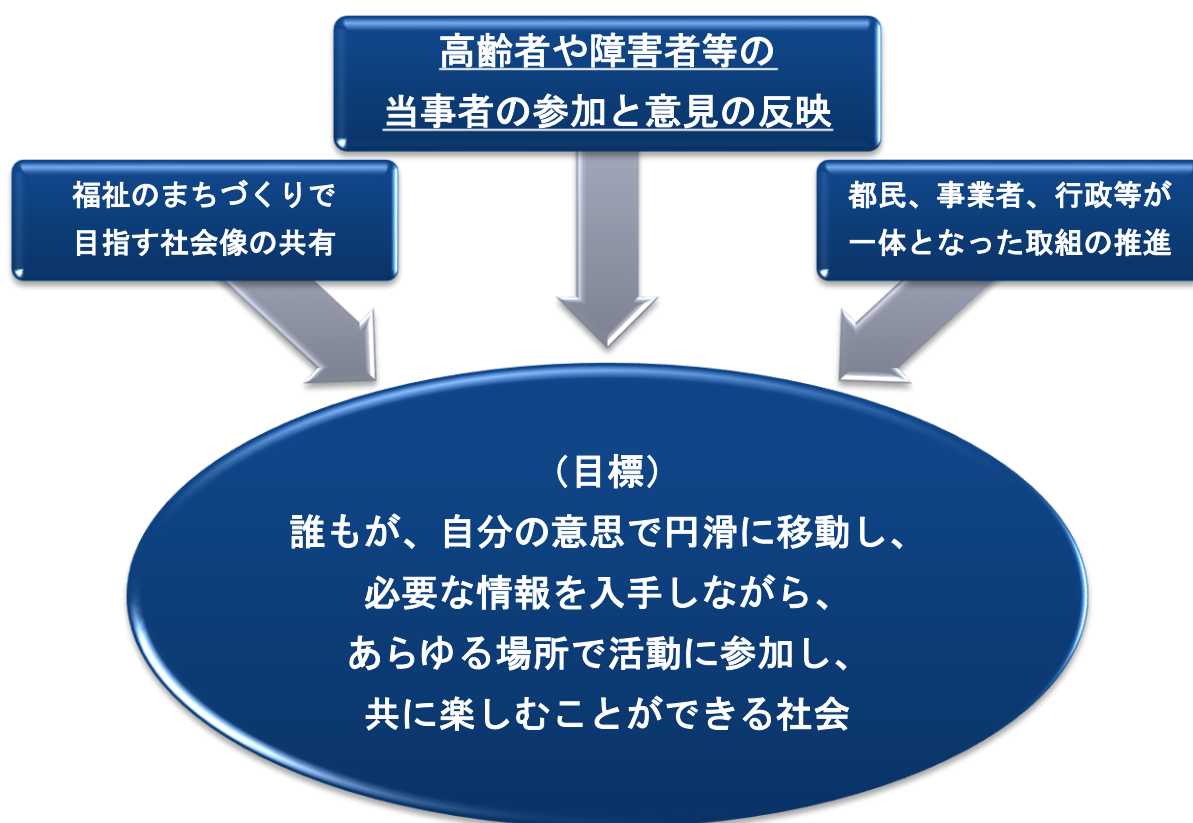 高齢者や障害者等の
当事者の参加と意見の反映
福祉のまちづくりで
目指す社会像の共有
都民、事業者、行政等が
一体となった取組の推進
（目標）
誰もが、自分の意思で円滑に移動し、
必要な情報を入手しながら、
あらゆる場所で活動に参加し、
共に楽しむことができる社会